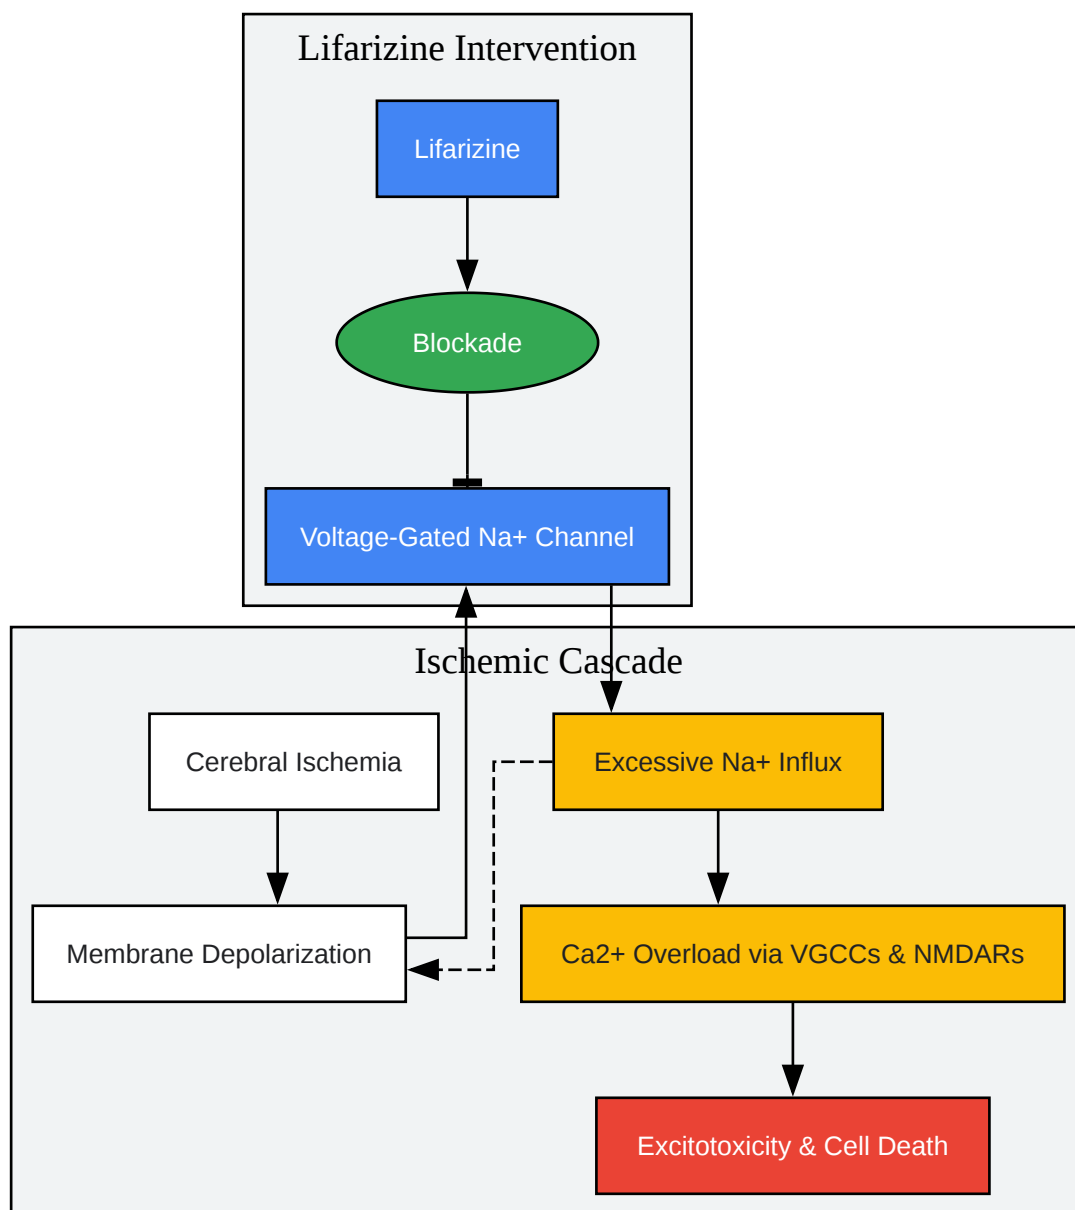 Lifarizine Intervention
Lifarizine
Blockade
Voltage-Gated Na+ Channel
Ischemic Cascade
Cerebral Ischemia
Excessive Na+ Influx
Membrane Depolarization
Ca2+ Overload via VGCCs & NMDARs
Excitotoxicity & Cell Death